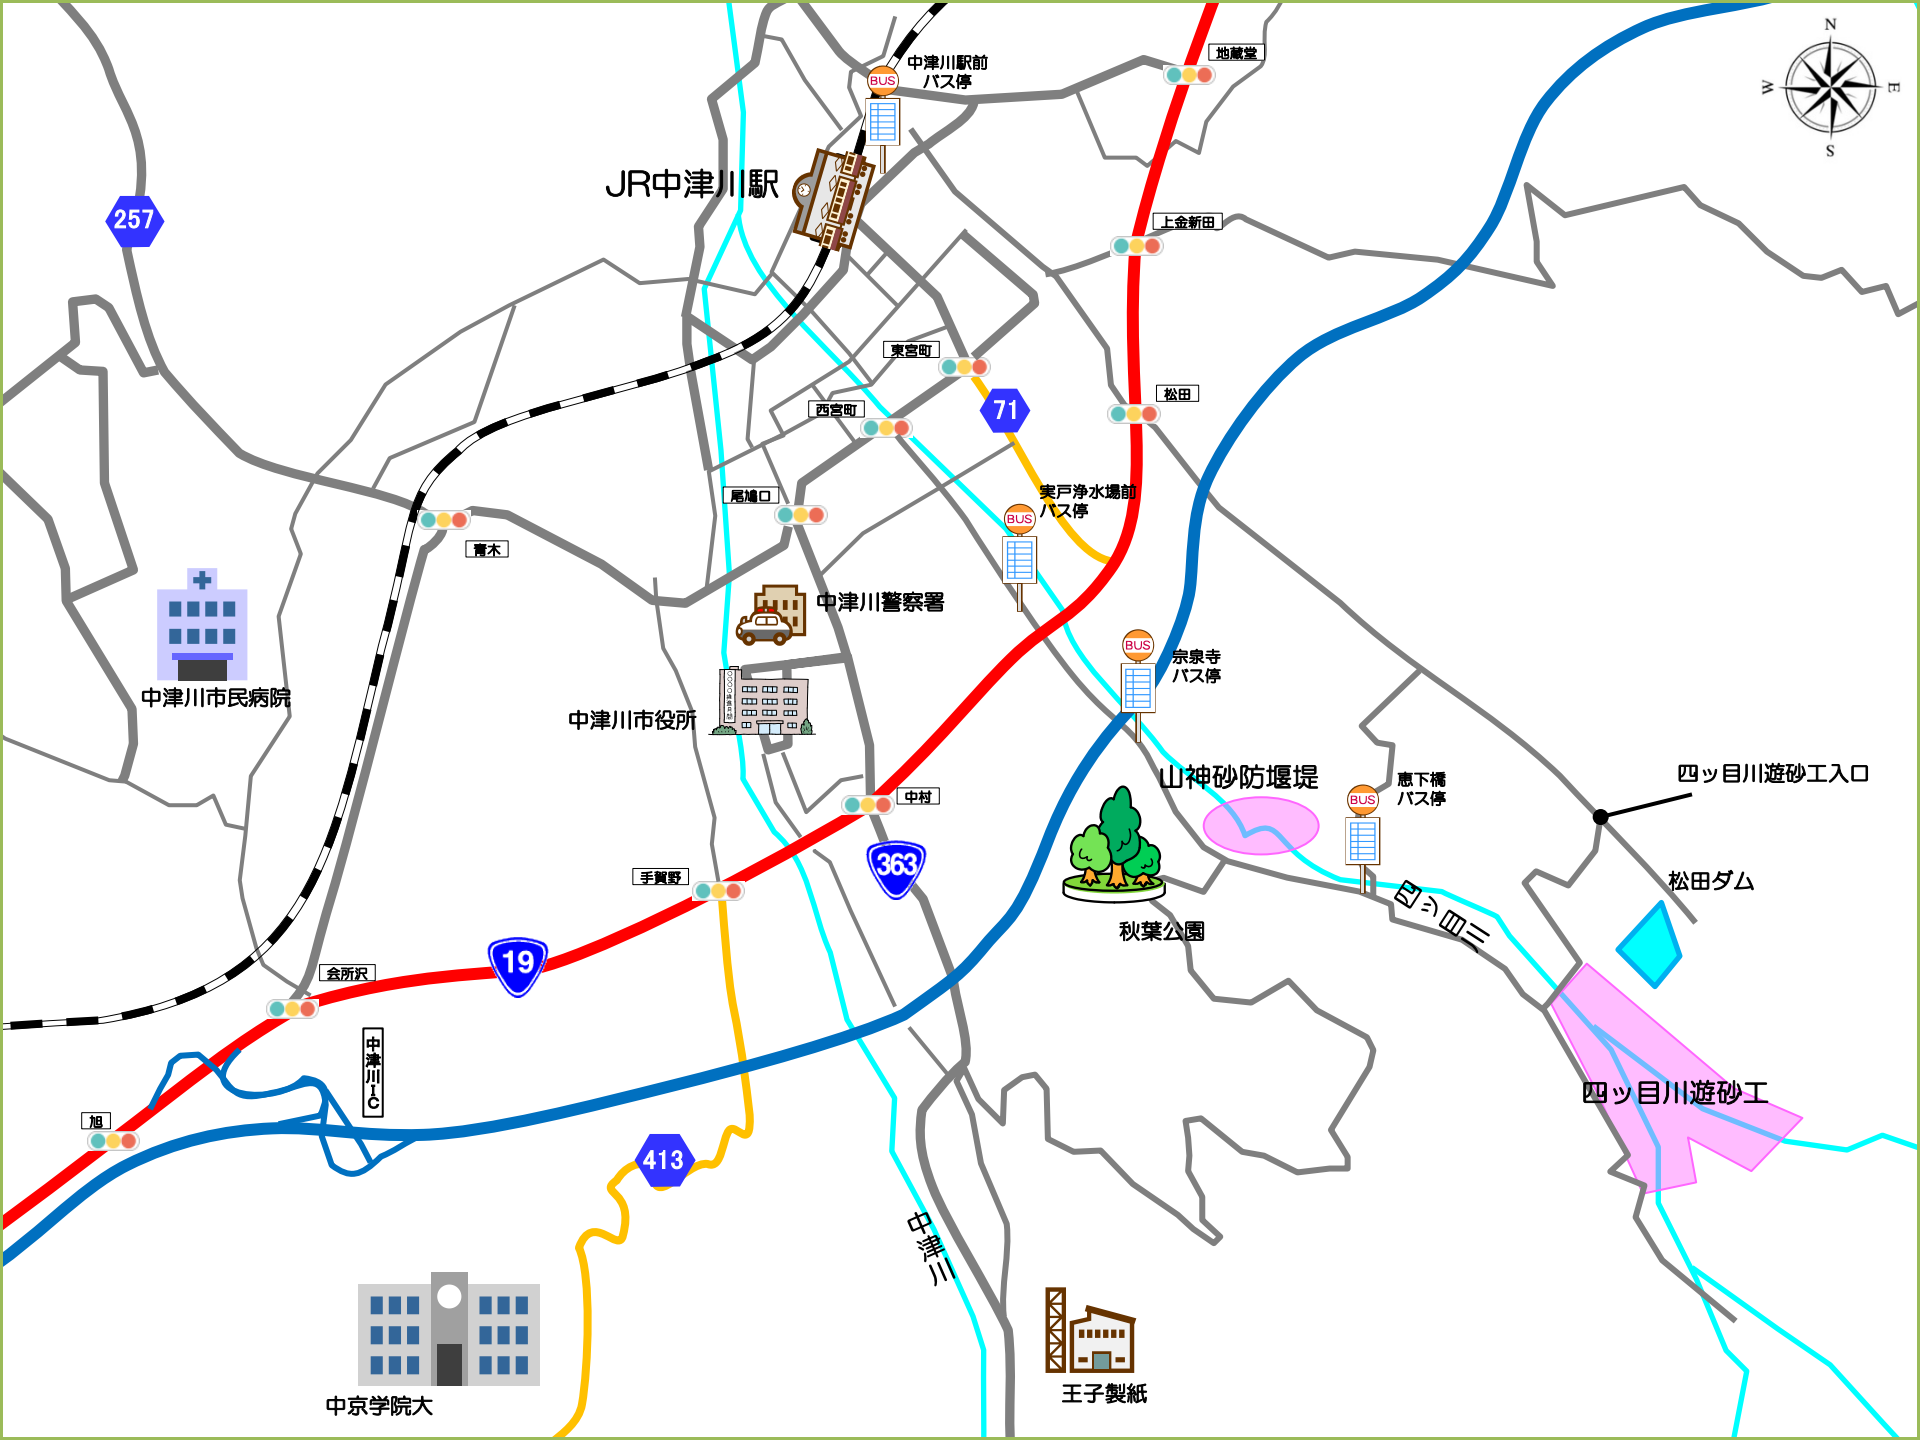 N
W
E
S
地蔵堂
中津川駅前
バス停
BUS
JR中津川駅
257
上金新田
東宮町
71
松田
西宮町
尾鳩口
実戸浄水場前
バス停
BUS
青木
中津川警察署
BUS
宗泉寺
バス停
中津川市民病院
中津川市役所
山神砂防堰堤
四ッ目川遊砂工入口
恵下橋
バス停
BUS
中村
363
手賀野
松田ダム
四ッ目川
秋葉公園
19
会所沢
中津川IC
四ッ目川遊砂工
旭
413
中津川
中京学院大
王子製紙